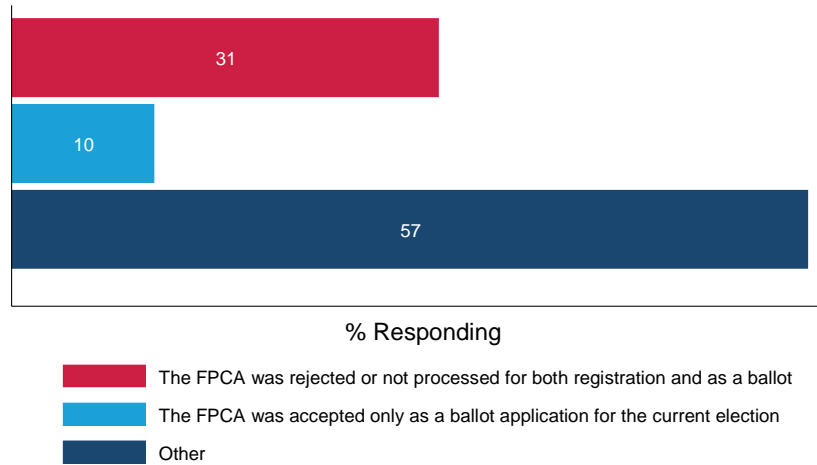 31
10
57
% Responding
The FPCA was rejected or not processed for both registration and as a ballot
The FPCA was accepted only as a ballot application for the current election
Other